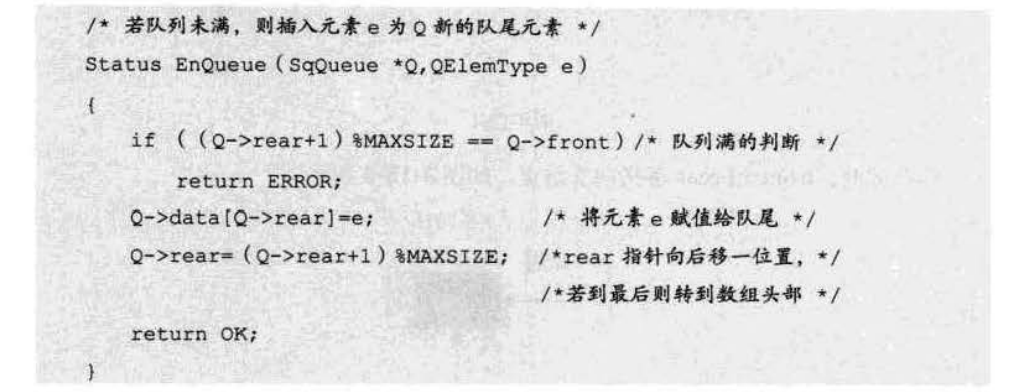 /* 若队列未满，则插入元素 e 为 Q 新的队尾元素 */
Status EnQueue(SqQueue *Q,QElemType e)
{
if ((Q->rear+1)%MAXSIZE == Q->front)/* 队列满的判断 */
return ERROR;
Q->data[Q->rear]=e; /* 将元素 e 赋值给队尾 */
Q->rear=(Q->rear+1)%MAXSIZE; /*rear 指针向后移一位置，*/
/*若到最后则转到数组头部 */
return OK;
}